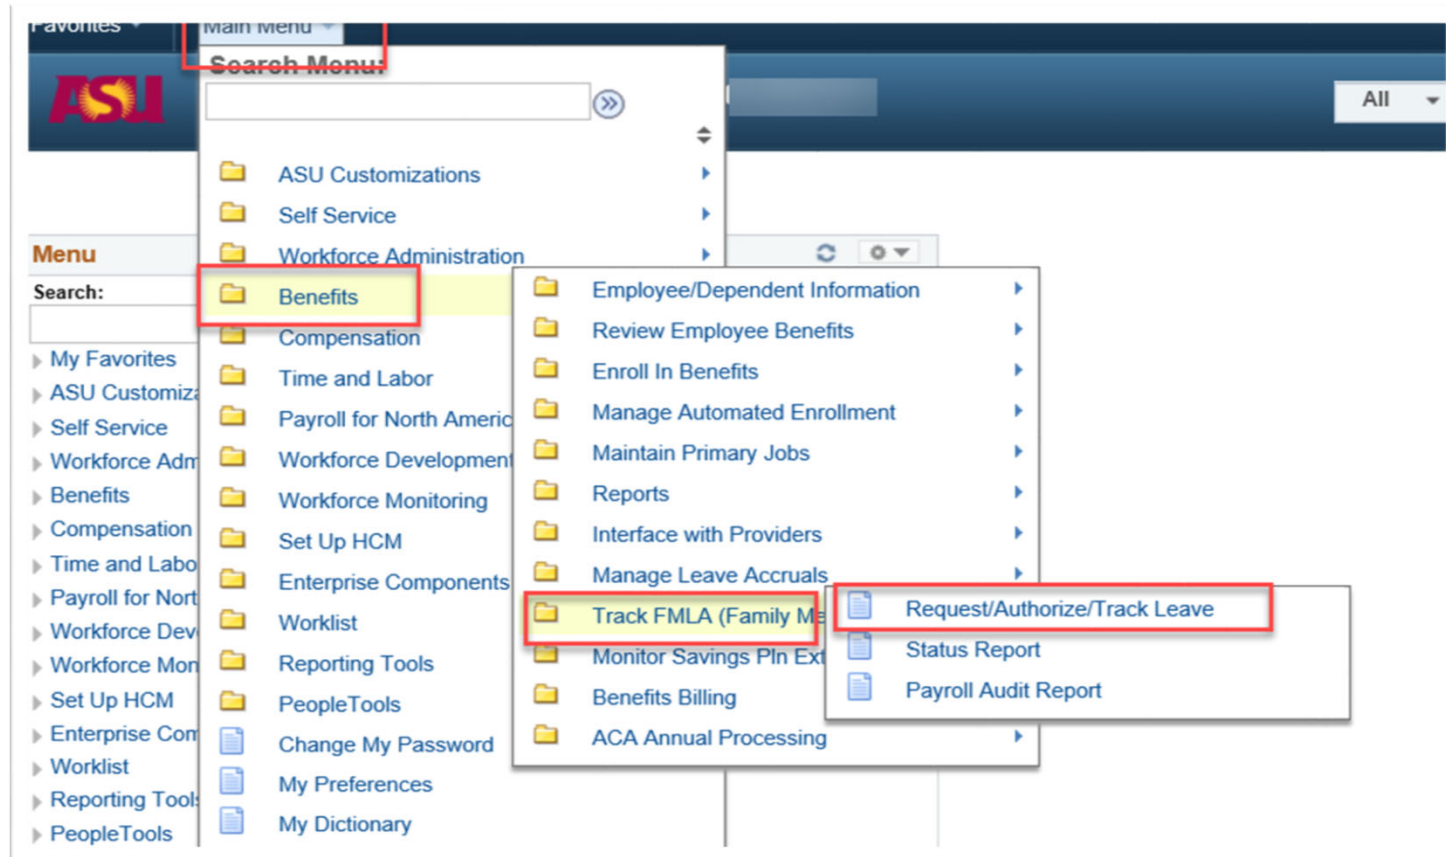 Favorites
Main Menu
Search Menu:
ASU
All
ASU Customizations
Self Service
Workforce Administration
Benefits
Compensation
Time and Labor
Payroll for North Americ
Workforce Development
Workforce Monitoring
Set Up HCM
Enterprise Components
Worklist
Reporting Tools
PeopleTools
Change My Password
My Preferences
My Dictionary
Menu
Search:
My Favorites
ASU Customiza
Self Service
Workforce Adm
Benefits
Compensation
Time and Labo
Payroll for Nort
Workforce Dev
Workforce Mon
Set Up HCM
Enterprise Com
Worklist
Reporting Tools
PeopleTools
Employee/Dependent Information
Review Employee Benefits
Enroll In Benefits
Manage Automated Enrollment
Maintain Primary Jobs
Reports
Interface with Providers
Manage Leave Accruals
Track FMLA (Family Me
Monitor Savings Pln Ext
Benefits Billing
ACA Annual Processing
Request/Authorize/Track Leave
Status Report
Payroll Audit Report